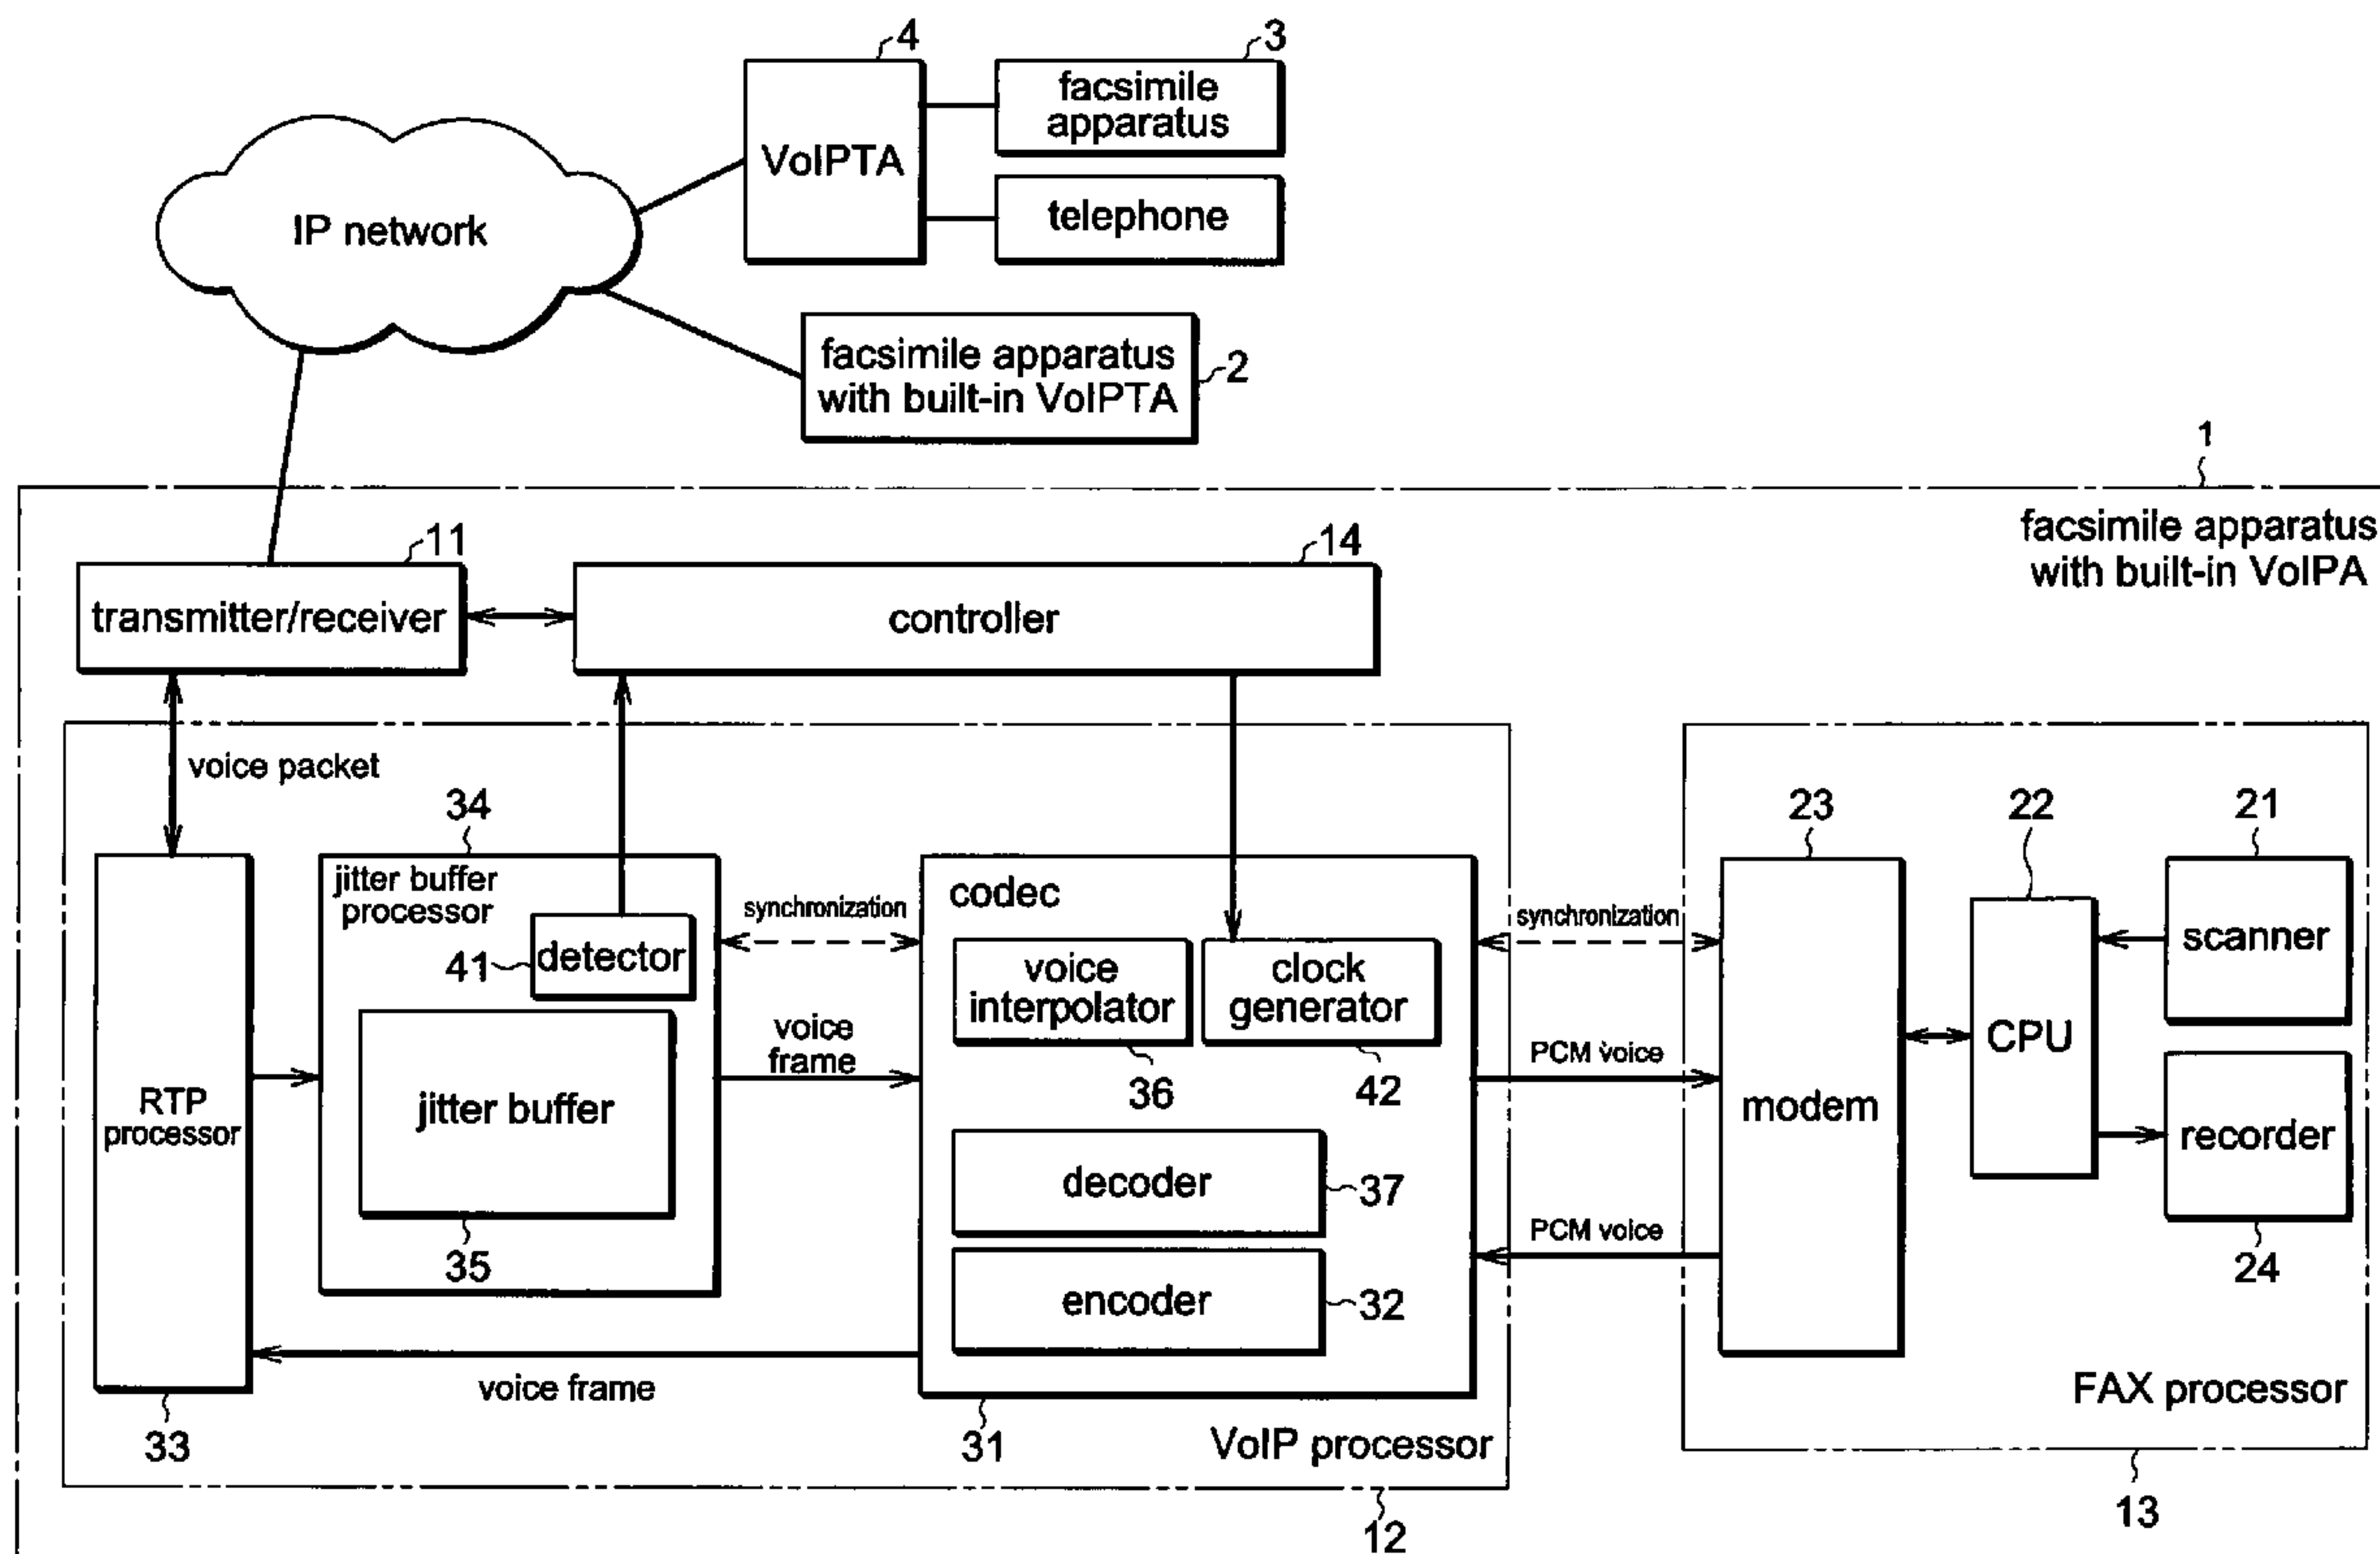 4
3
facsimile
apparatus
VoIPTA
telephone
IP network
facsimile apparatus
with built-in VoIPTA
2
1
facsimile apparatus
with built-in VoIPA
11
14
transmitter/receiver
controller
voice packet
34
jitter buffer
processor
41
detector
synchronization
codec
voice
interpolator
clock
generator
36
42
synchronization
23
22
21
scanner
CPU
modem
recorder
24
RTP
processor
jitter buffer
35
voice
frame
PCM voice
decoder
37
encoder
32
PCM voice
voice frame
33
31
VoIP processor
12
FAX processor
13